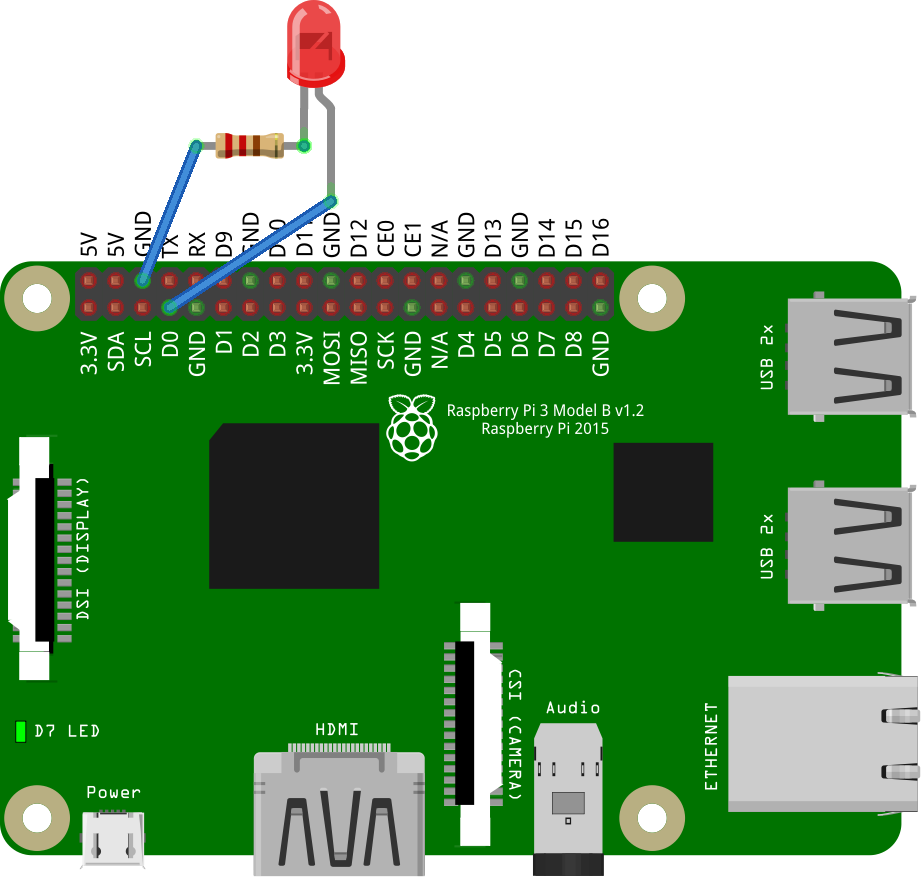 5V
5V
GND
TX
RX
D9
GND
D10
D11
GND
D12
CE0
CE1
N/A
GND
D13
GND
D14
D15
D16
3.3V
SDA
SCL
D0
GND
D1
D2
D3
3.3V
MOSI
MISO
SCK
GND
N/A
D4
D5
D6
D7
D8
GND
Raspberry Pi 3 Model B v1.2
Raspberry Pi 2015
USB 2x
USB 2x
DSI (DISPLAY)
CSI (CAMERA)
D7 LED
HDMI
Audio
ETHERNET
Power